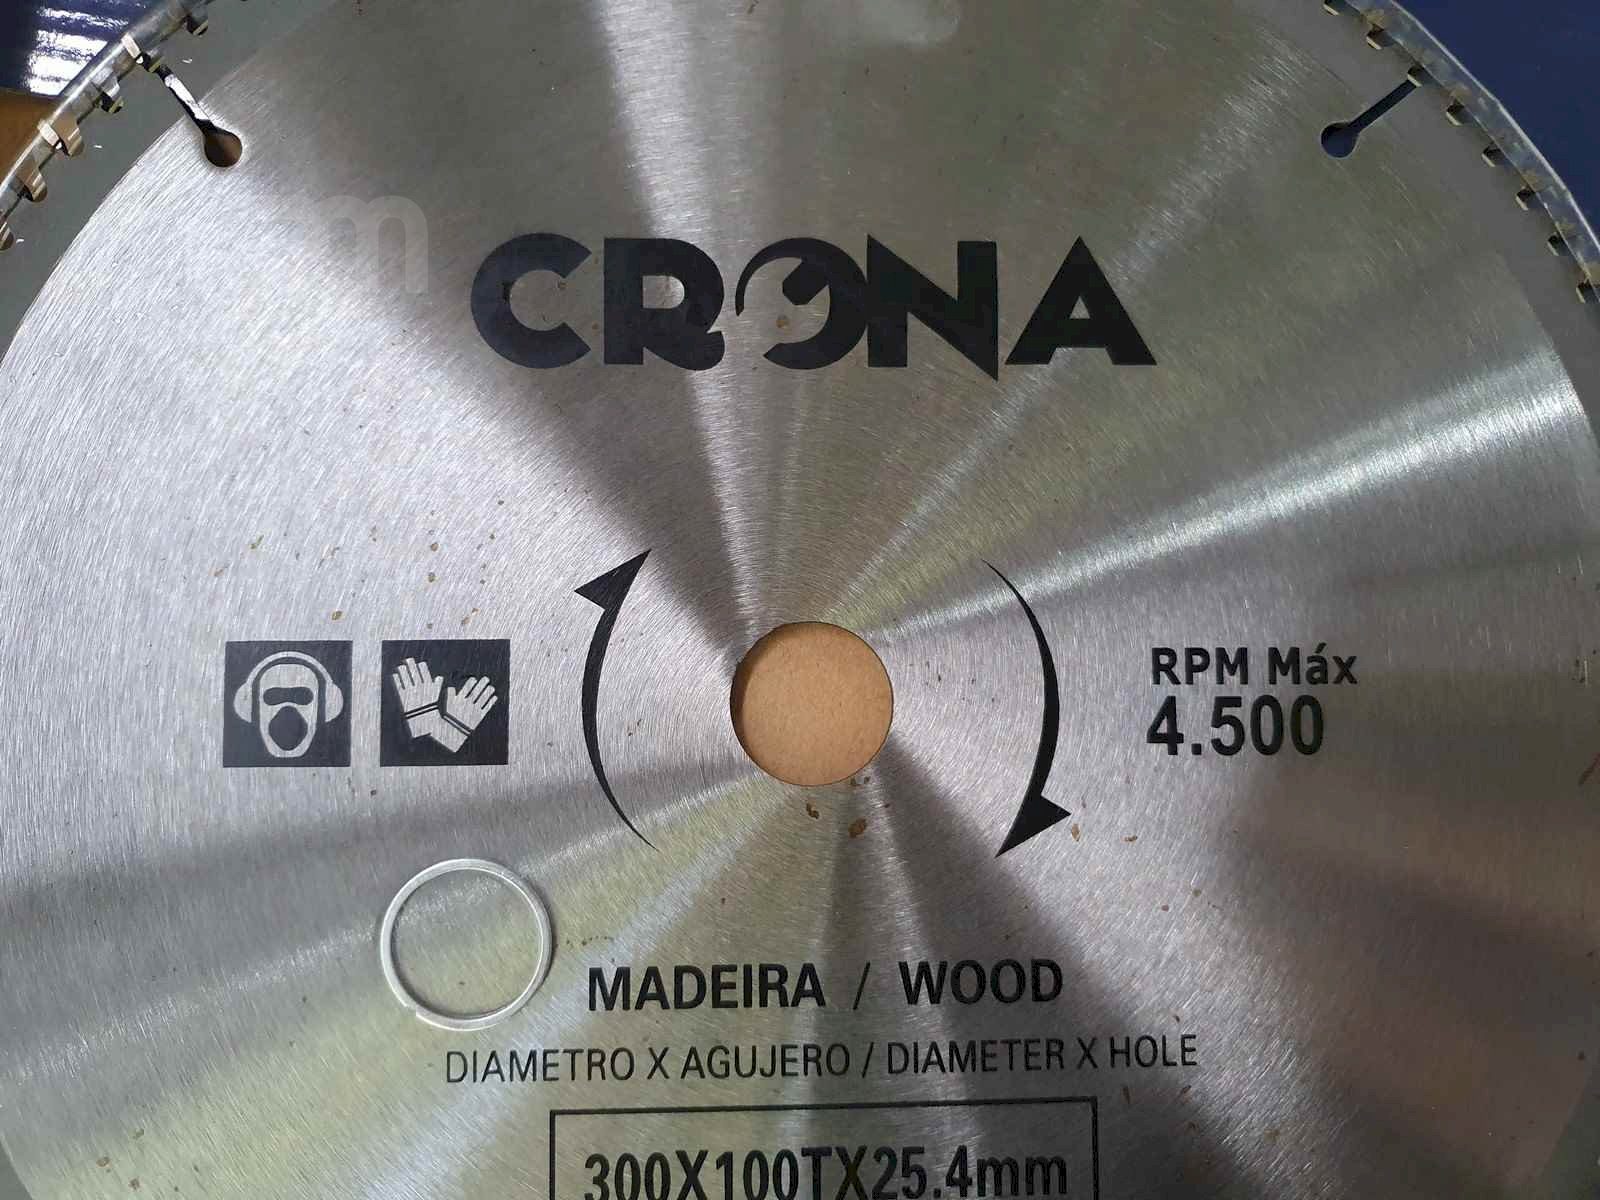 m
CRONA
RPM Máx
4.500
MADEIRA / WOOD
DIAMETRO X AGUJERO / DIAMETER X HOLE
300X100TX25.4mm